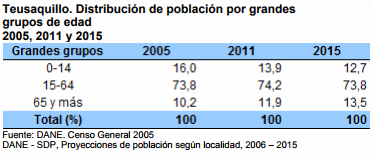 Teusaquillo. Distribución de población por grandes
grupos de edad
2005, 2011 y 2015
Grandes grupos 2005 2011 2015
0-14 16,0 13,9 12,7
15-64 73,8 74,2 73,8
65 y más 10,2 11,9 13,5
Total (%) 100 100 100
Fuente: DANE. Censo General 2005
DANE - SDP, Proyecciones de población según localidad, 2006 – 2015